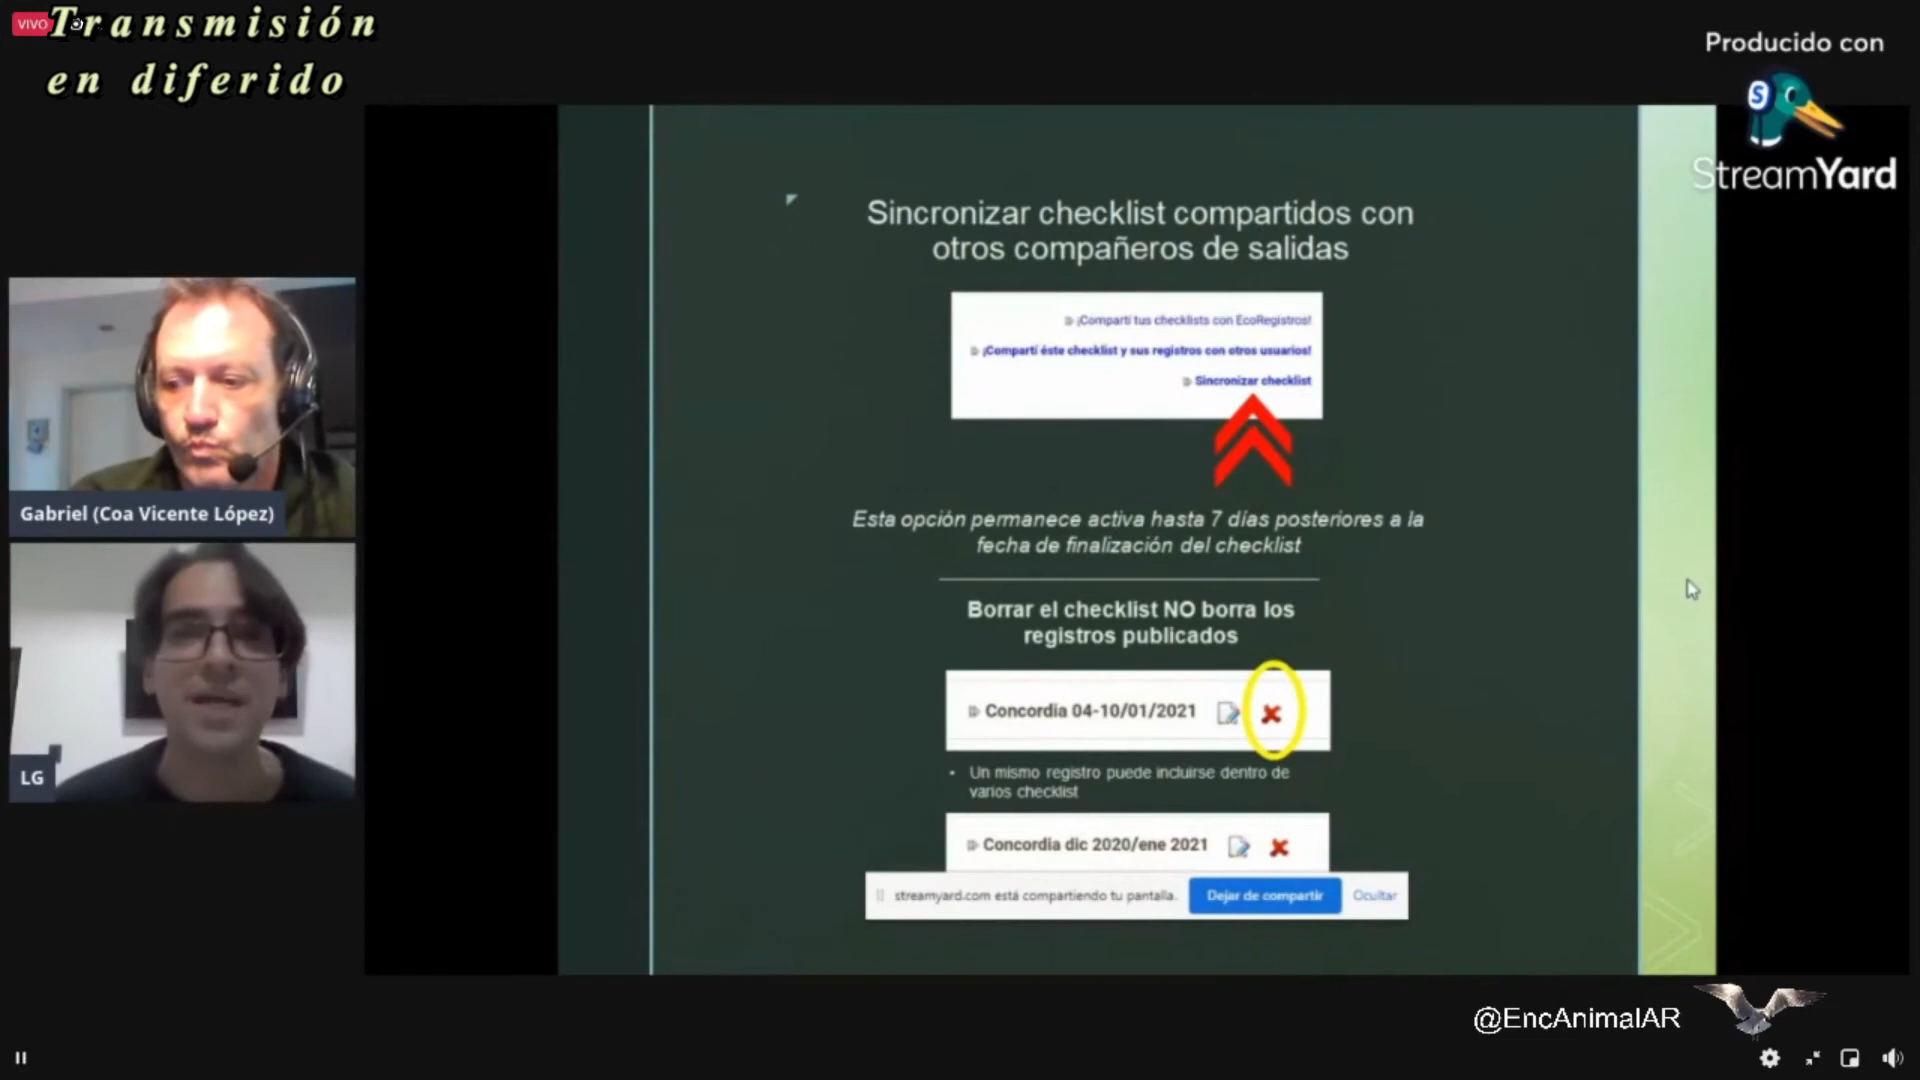 VIVO
Transmisión
en diferido
Producido con
StreamYard
Sincronizar checklist compartidos con
otros compañeros de salidas
¡Compartí tus checklists con EcoRegistros!
¡Compartí éste checklist y sus registros con otros usuarios!
Sincronizar checklist
Esta opción permanece activa hasta 7 días posteriores a la
fecha de finalización del checklist
Borrar el checklist NO borra los
registros publicados
Concordia 04-10/01/2021
• Un mismo registro puede incluirse dentro de
varios checklist
Concordia dic 2020/ene 2021
streamyard.com está compartiendo tu pantalla.
Dejar de compartir
Ocultar
Gabriel (Coa Vicente López)
LG
@EncAnimalAR